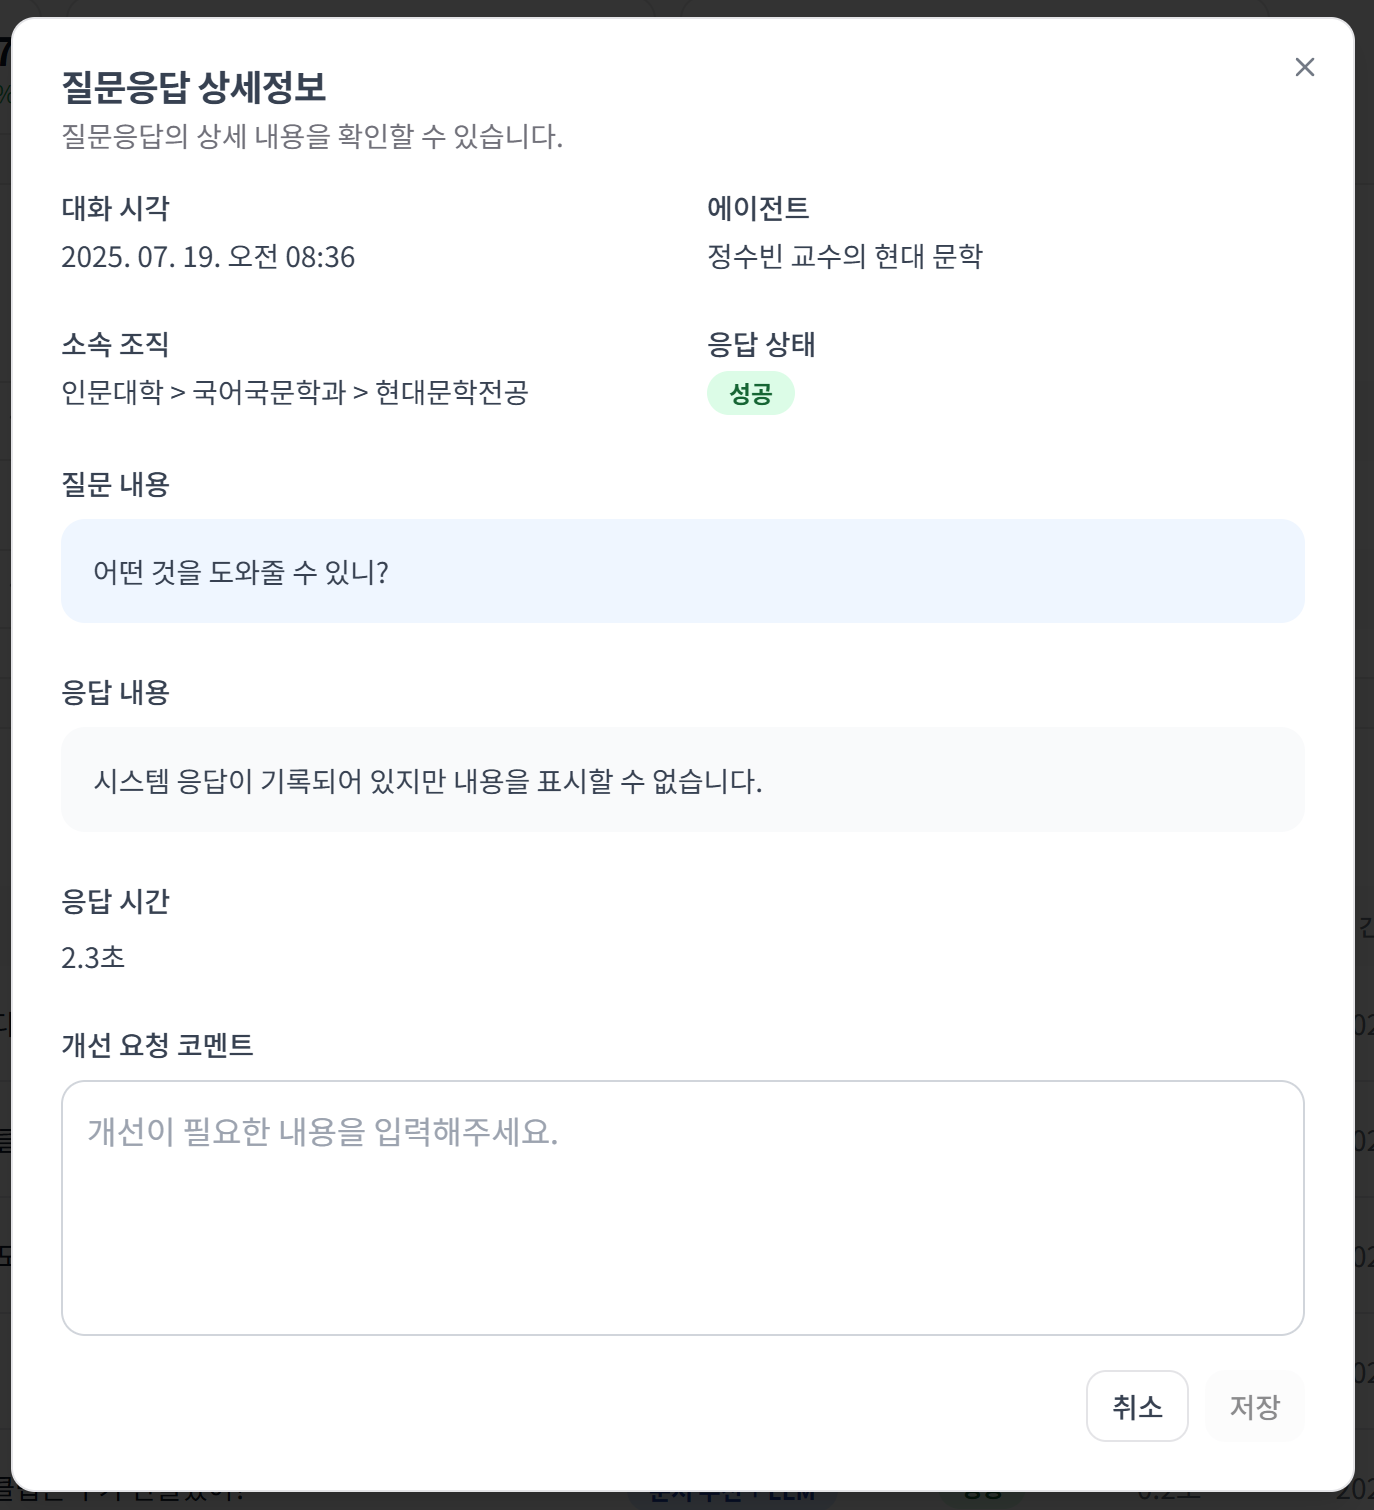 질문응답 상세정보
질문응답의 상세 내용을 확인할 수 있습니다.
대화 시각
2025. 07. 19. 오전 08:36
에이전트
정수빈 교수의 현대 문학
소속 조직
인문대학 > 국어국문학과 > 현대문학전공
응답 상태
성공
질문 내용
어떤 것을 도와줄 수 있니?
응답 내용
시스템 응답이 기록되어 있지만 내용을 표시할 수 없습니다.
응답 시간
2.3초
개선 요청 코멘트
개선이 필요한 내용을 입력해주세요.
취소
저장